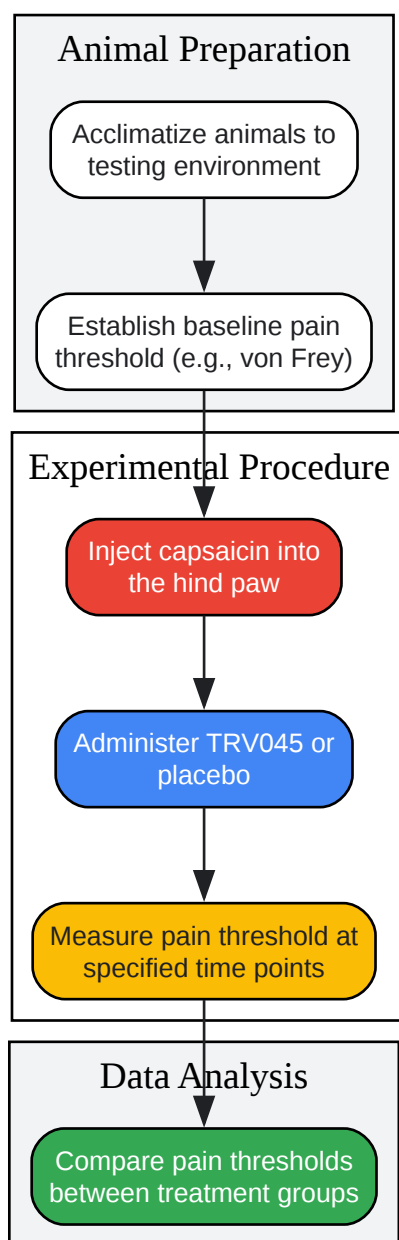 Animal Preparation
Acclimatize animals to
testing environment
Establish baseline pain
threshold (e.g., von Frey)
Experimental Procedure
Inject capsaicin into
the hind paw
Administer TRV045 or
placebo
Measure pain threshold at
specified time points
Data Analysis
Compare pain thresholds
between treatment groups